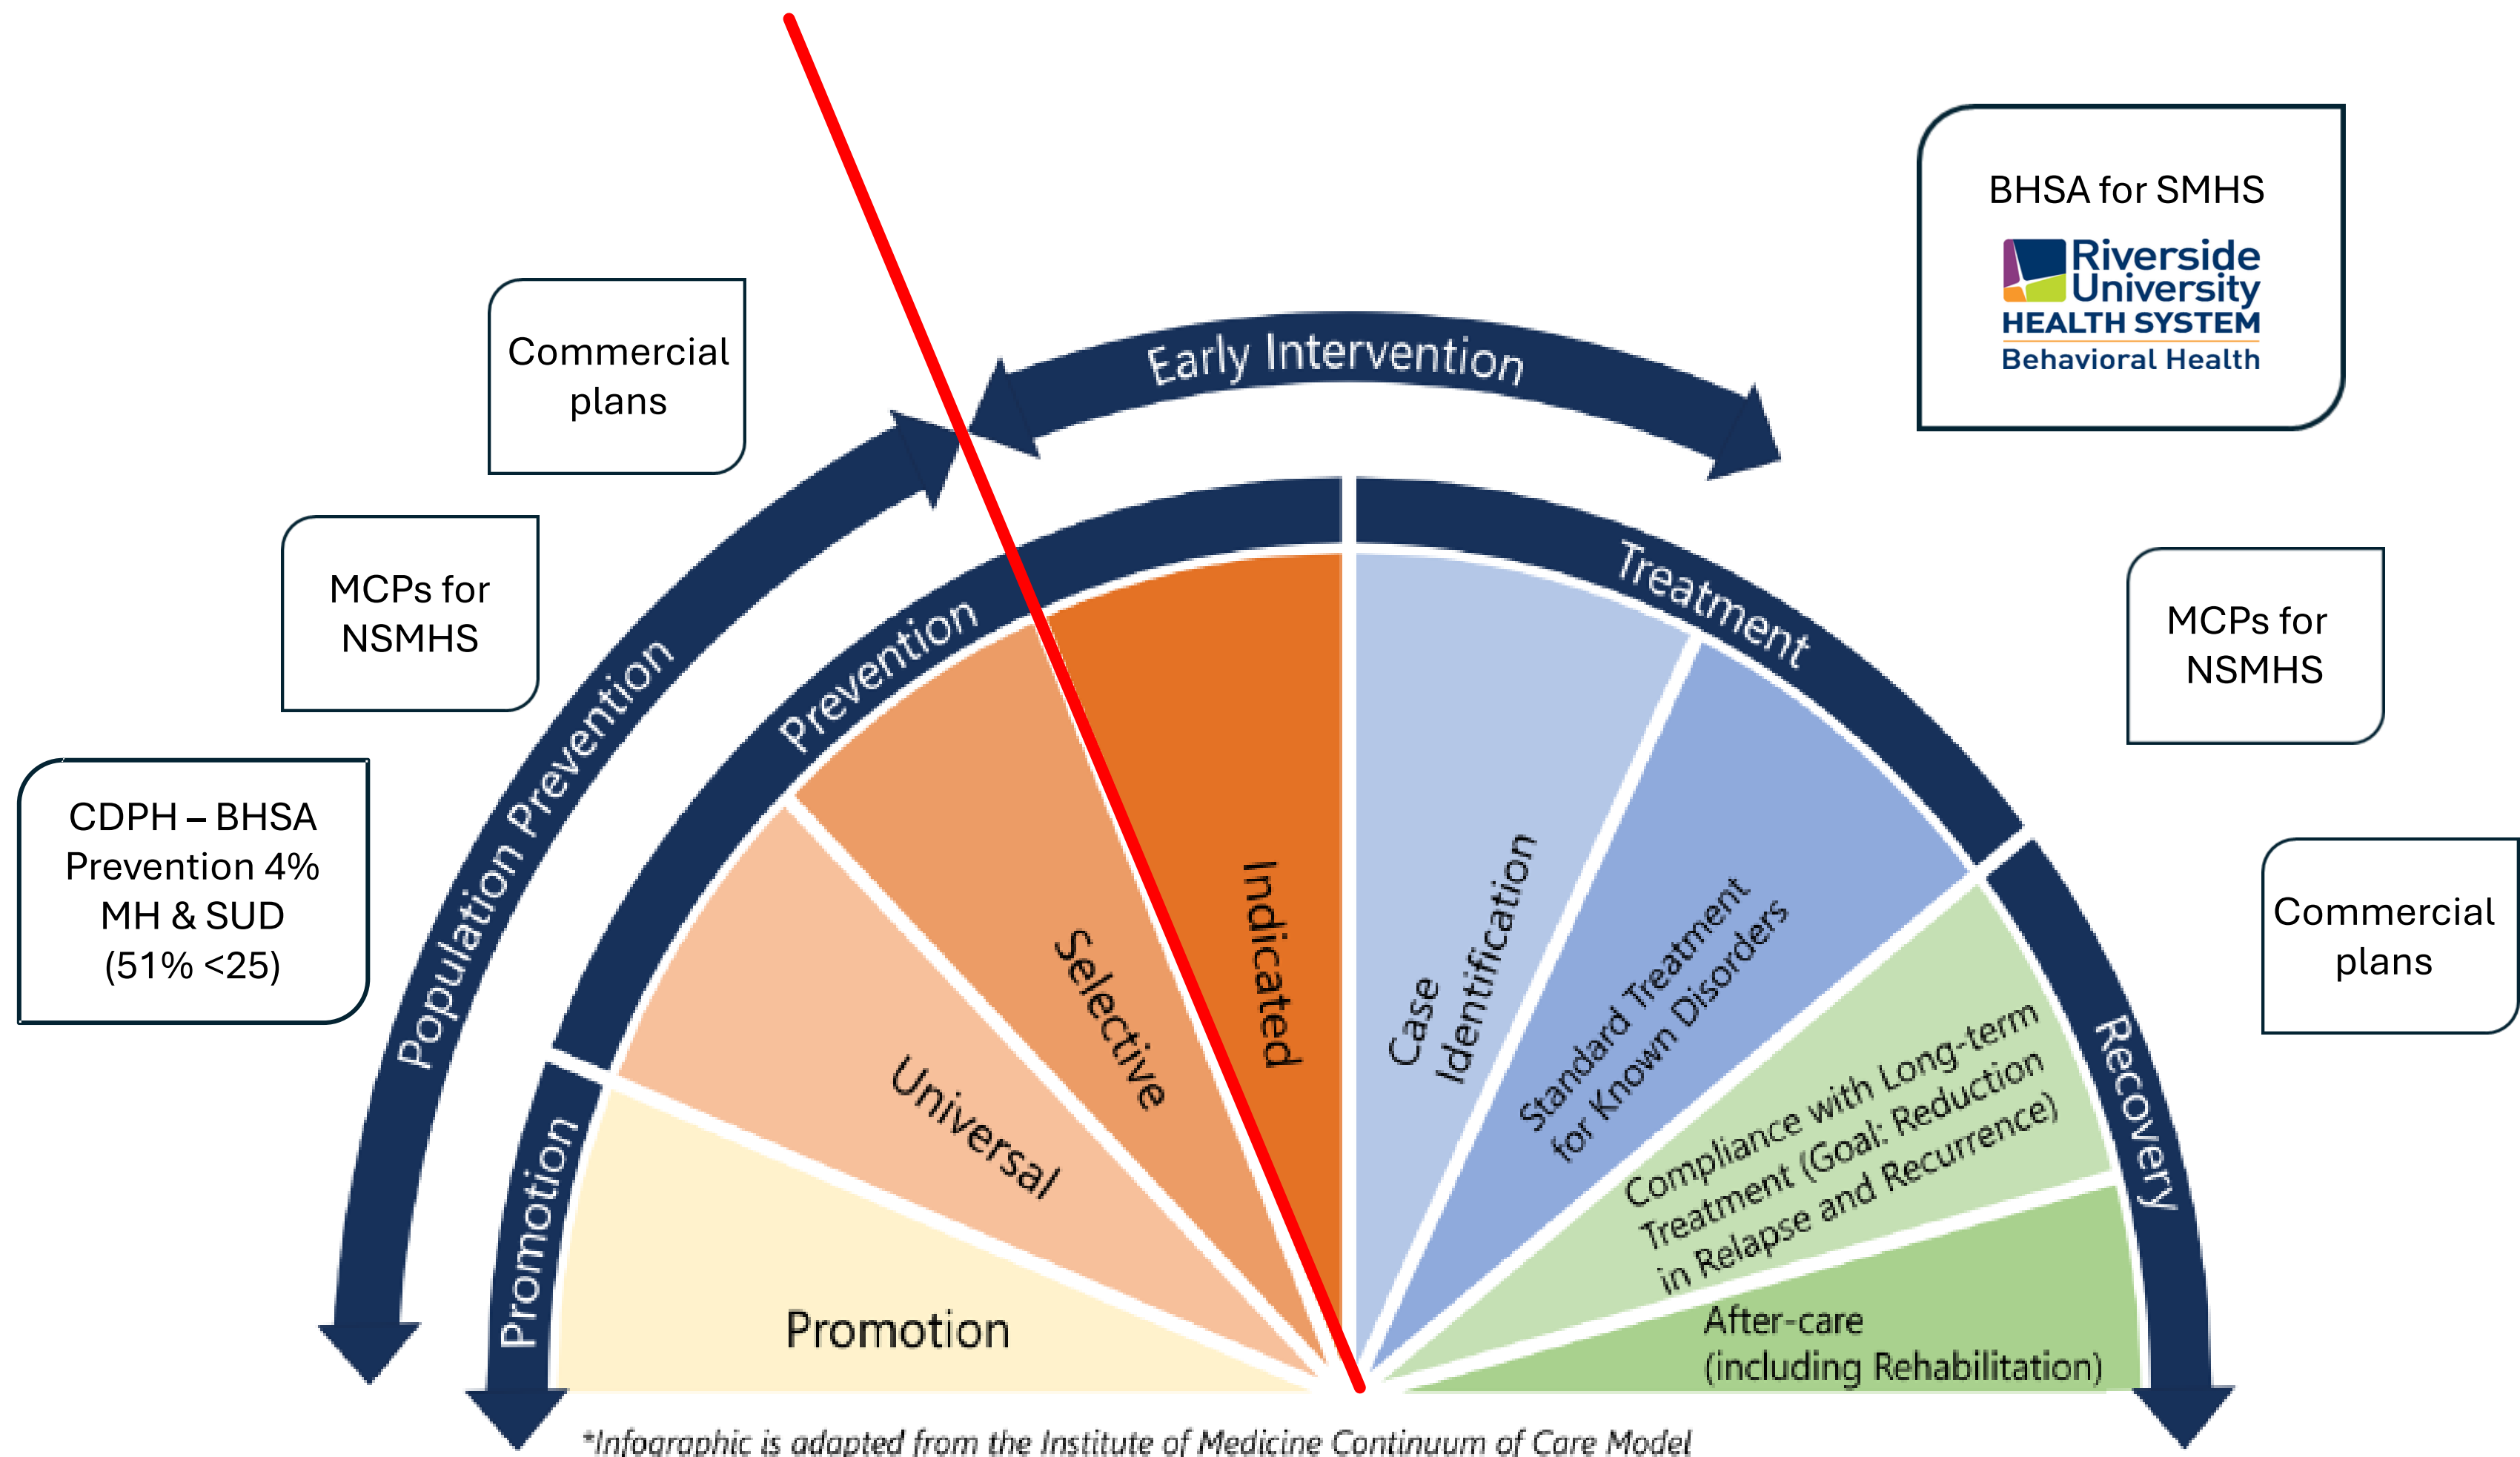 BHSA for SMHS
Riverside
University
HEALTH SYSTEM
Behavioral Health
Commercial
plans
Early Intervention
MCPs for
NSMHS
Population Prevention
Prevention
Treatment
MCPs for
NSMHS
CDPH – BHSA
Prevention 4%
MH & SUD
(51% <25)
Commercial
plans
Promotion
Recovery
Promotion
Universal
Selective
Indicated
Case
Identification
Standard Treatment
for Known Disorders
Compliance with Long-term
Treatment (Goal: Reduction
in Relapse and Recurrence)
After-care
(including Rehabilitation)
*Infographic is adapted from the Institute of Medicine Continuum of Care Model